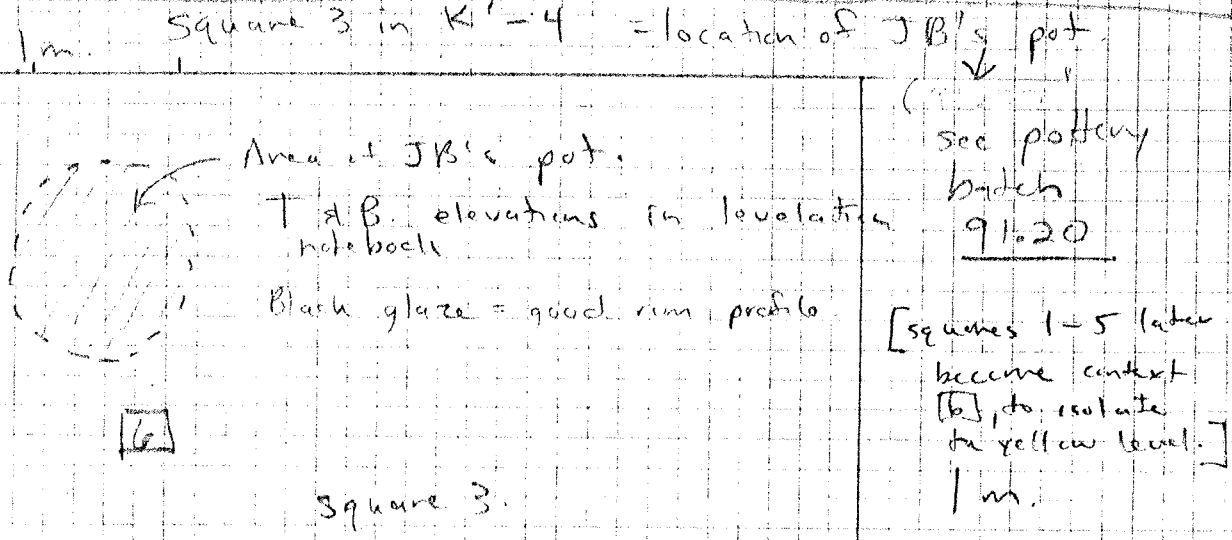 Square 3 in K'-4 = location of JB's pot.
1 m.
Area of JB's pot.
T & B. elevations in levelation
notebook
Black glaze = good rim profile
[6]
Square 3.
see pottery
batch
91.20
[squares 1-5 later
become context
[6], to isolate
the yellow level.]
1 m.